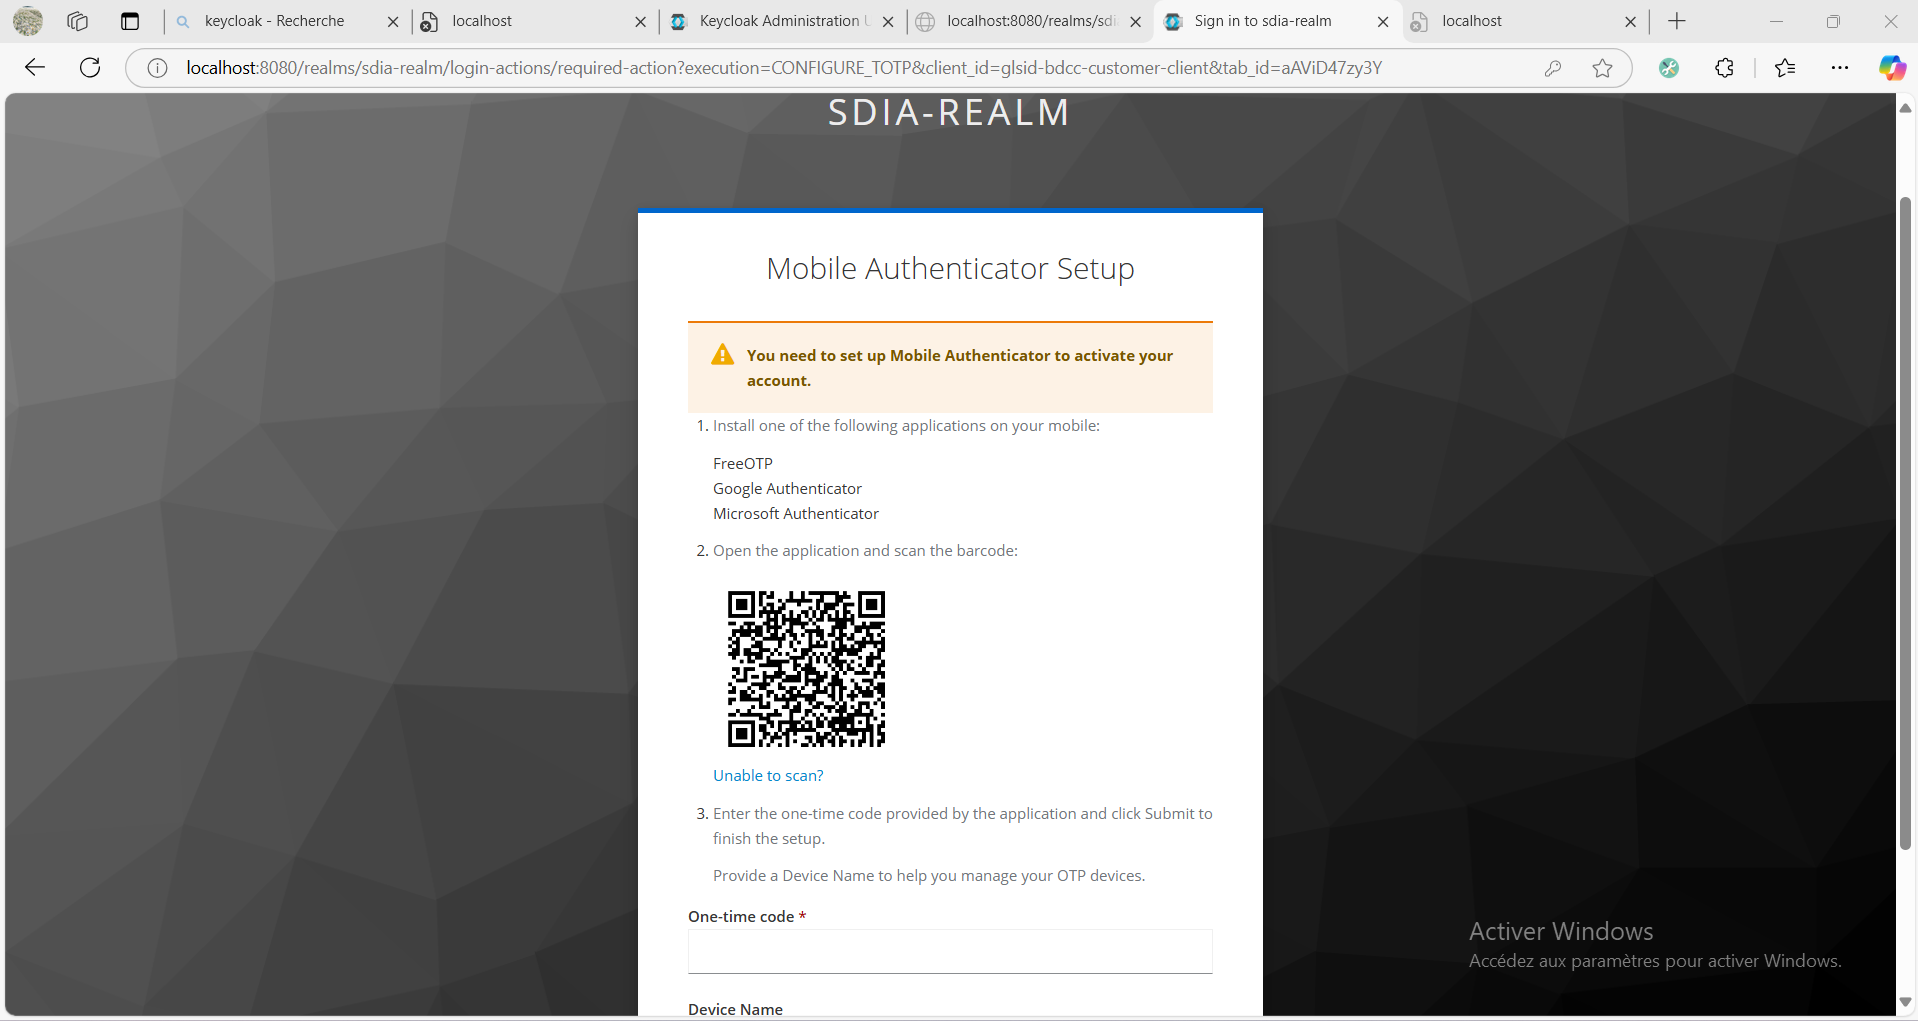 keycloak - Recherche
localhost
Keycloak Administration
localhost:8080/realms/sdi
Sign in to sdia-realm
localhost
localhost:8080/realms/sdia-realm/login-actions/required-action?execution=CONFIGURE_TOTP&client_id=glsid-bdcc-customer-client&tab_id=aAViD47zy3Y
SDIA-REALM
Mobile Authenticator Setup
You need to set up Mobile Authenticator to activate your
account.
1. Install one of the following applications on your mobile:
FreeOTP
Google Authenticator
Microsoft Authenticator
2. Open the application and scan the barcode:
Unable to scan?
3. Enter the one-time code provided by the application and click Submit to
finish the setup.
Provide a Device Name to help you manage your OTP devices.
One-time code *
Activer Windows
Accédez aux paramètres pour activer Windows.
Device Name